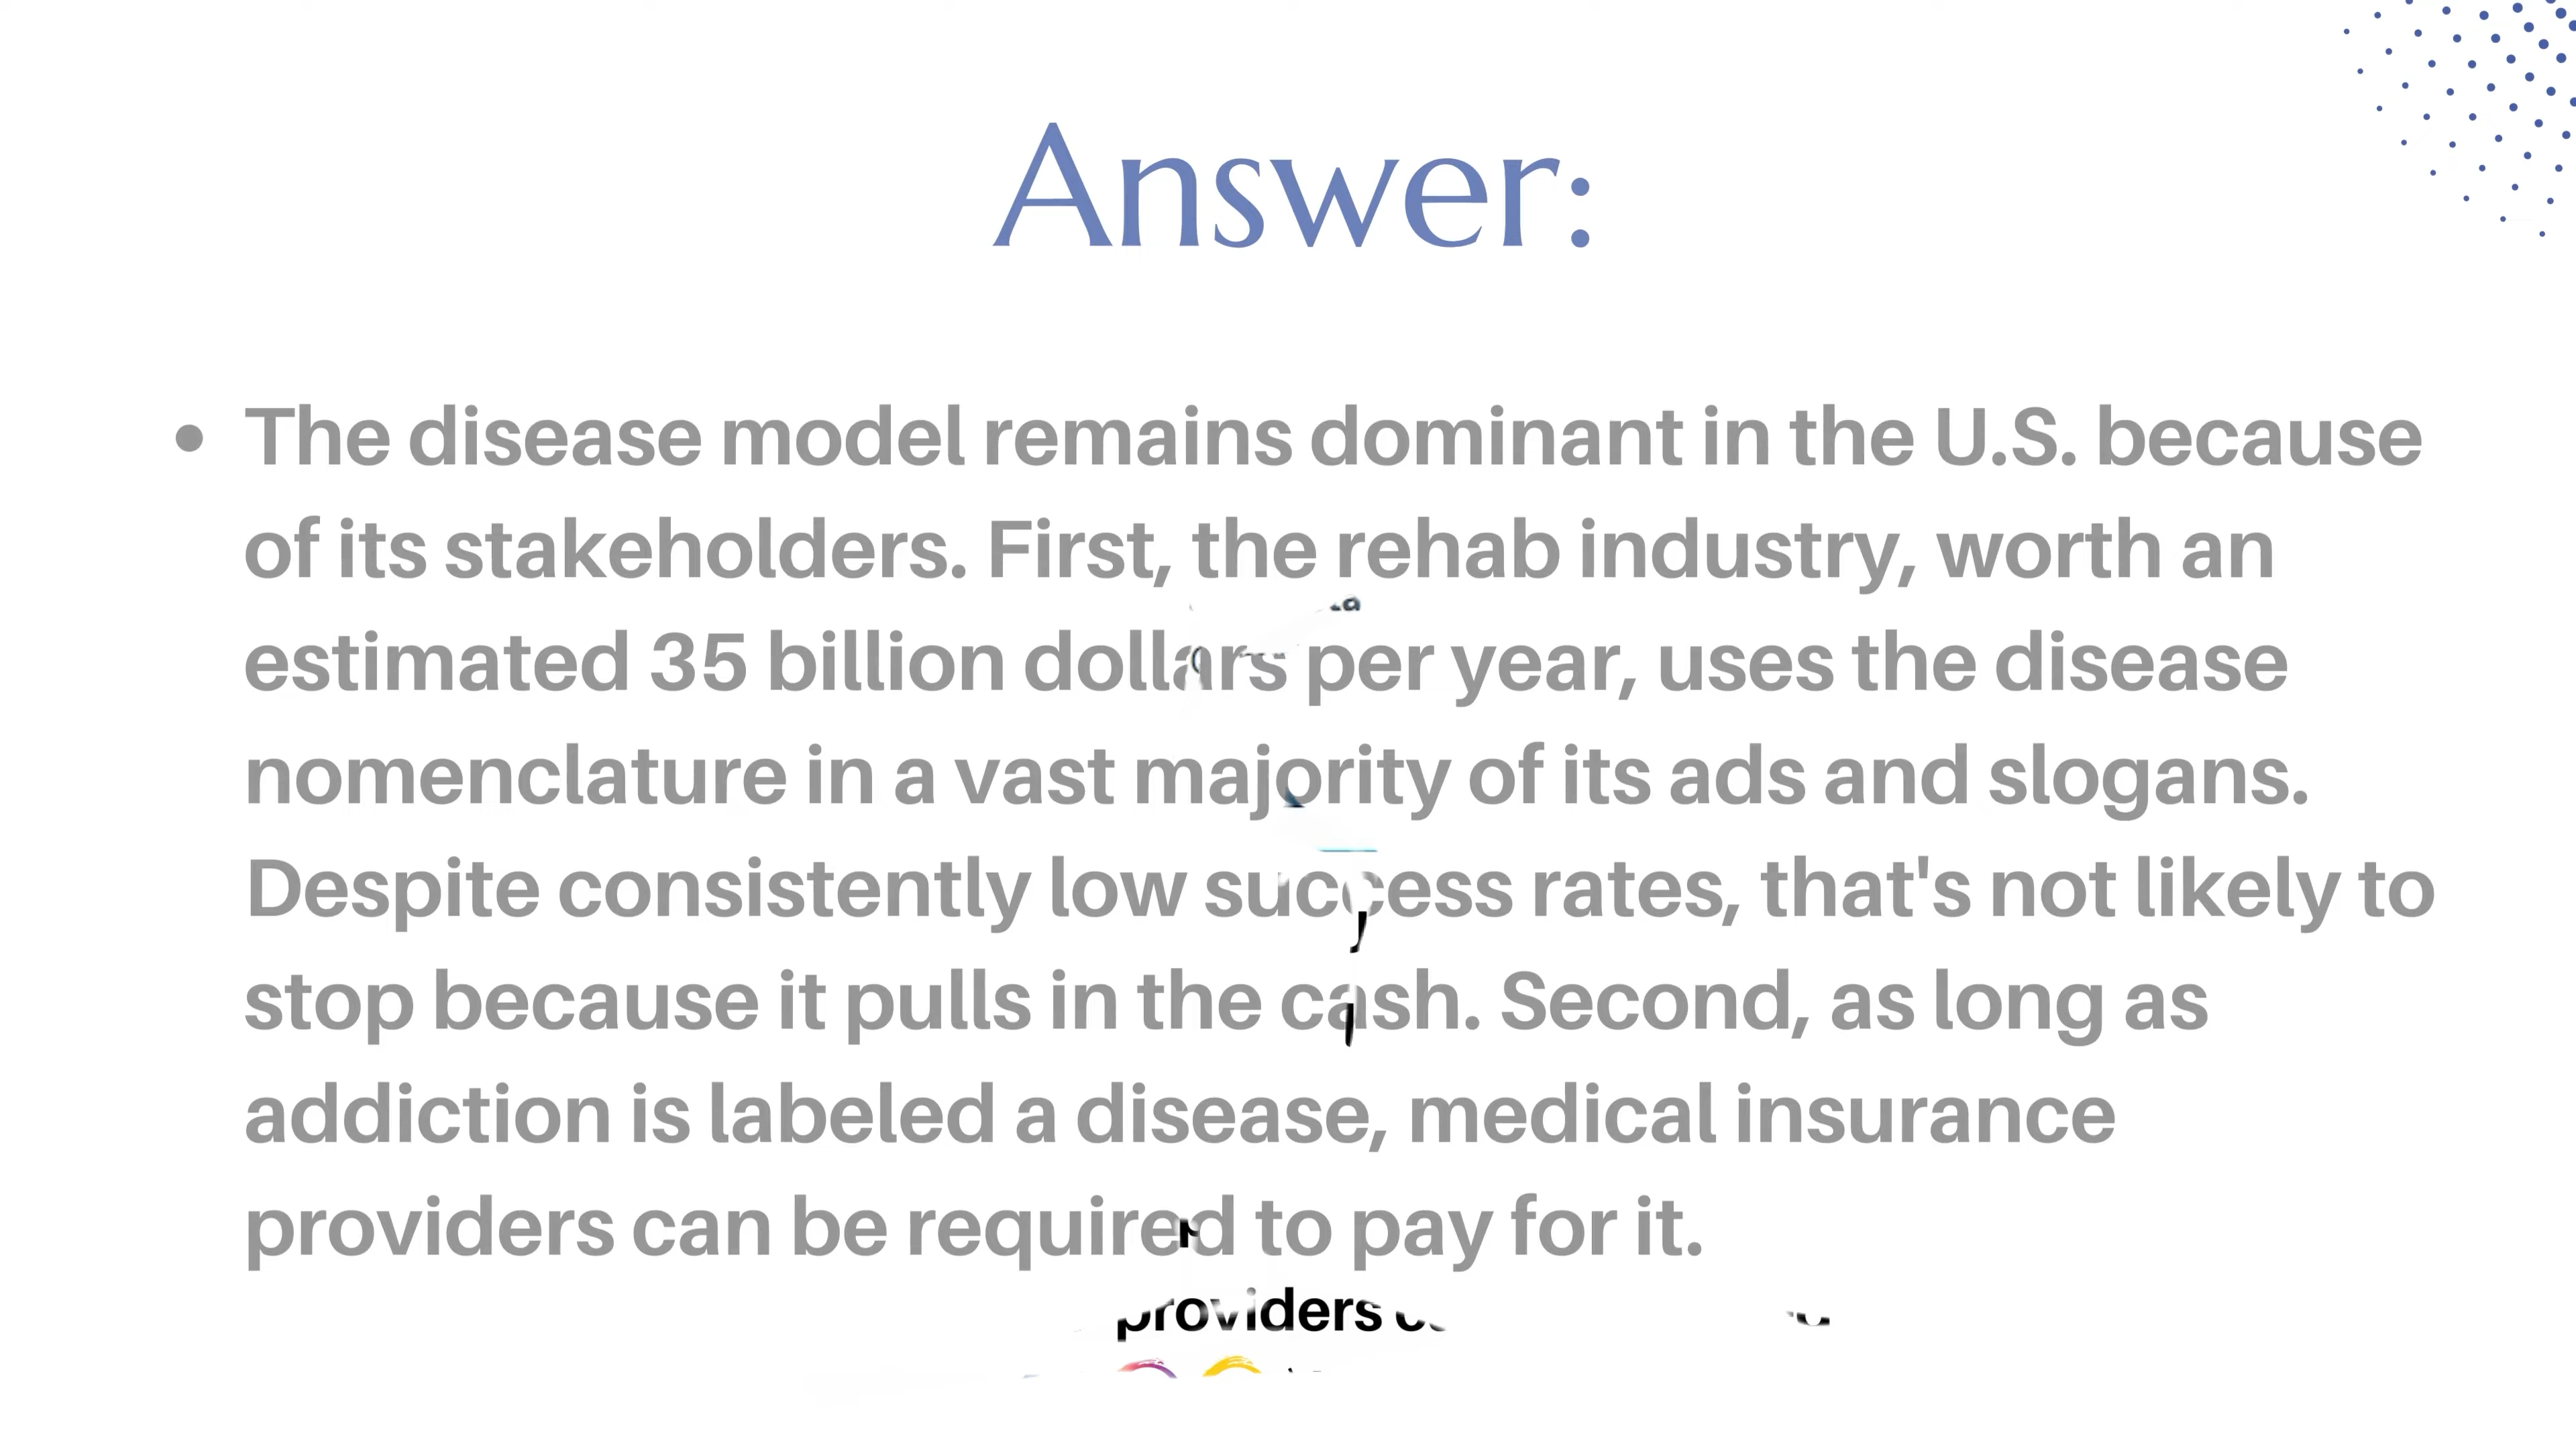 Answer:
• The disease model remains dominant in the U.S. because
of its stakeholders. First, the rehab industry, worth an
estimated 35 billion dollars per year, uses the disease
nomenclature in a vast majority of its ads and slogans.
Despite consistently low success rates, that's not likely to
stop because it pulls in the cash. Second, as long as
addiction is labeled a disease, medical insurance
providers can be required to pay for it.
providers